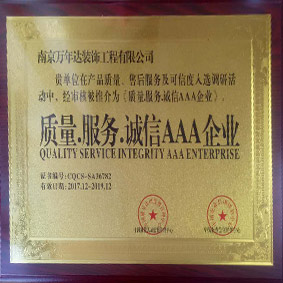 南京万年达装饰工程有限公司
贵单位在产品质量、售后服务及可信度入选调研活
动中、经审核被推介为《质量.服务.诚信AAA企业》
质量.服务.诚信AAA企业
QUALITY SERVICE INTEGRITY AAA ENTERPRISE
证书编号:CQCS-SA36782
有效日期:2017.12-2019.12